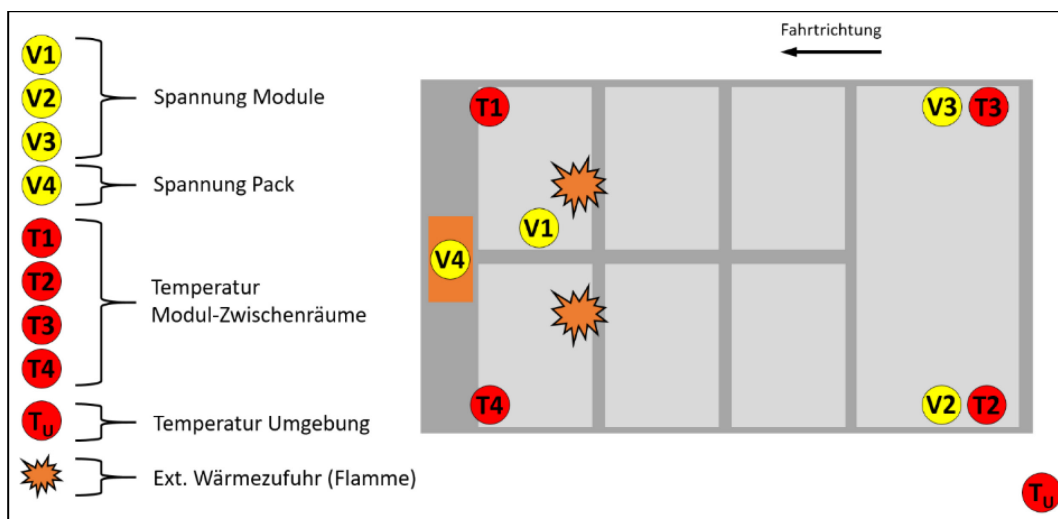 V1
V2
V3
Spannung Module
V4
Spannung Pack
T1
T2
T3
T4
Temperatur
Modul-Zwischenräume
TU
Temperatur Umgebung
Ext. Wärmezufuhr (Flamme)
Fahrtrichtung
T1
V3
T3
V1
V4
T4
V2
T2
TU